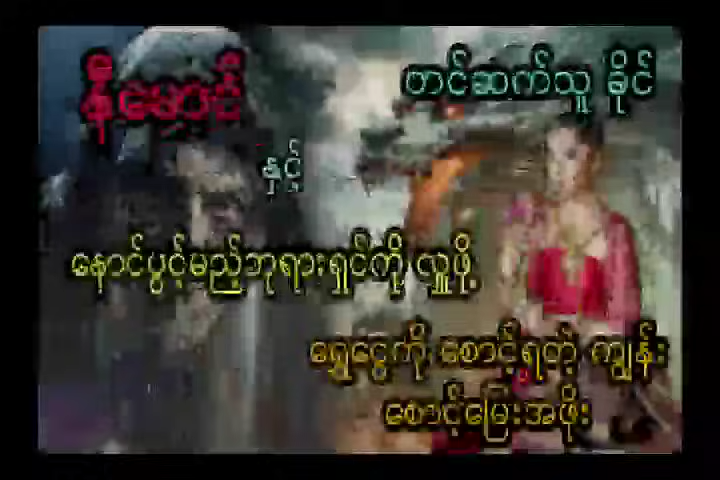 နီမောင်
တင်ဆက်သူ ခိုင်
နှင့်
နောင်ပွင့်မည့်ဘုရားရှင်ကို လှူဖို့
ရွှေငွေကို စောင့်ရတဲ့ ကျွန်း
စောင့်မြေးအဖိုး